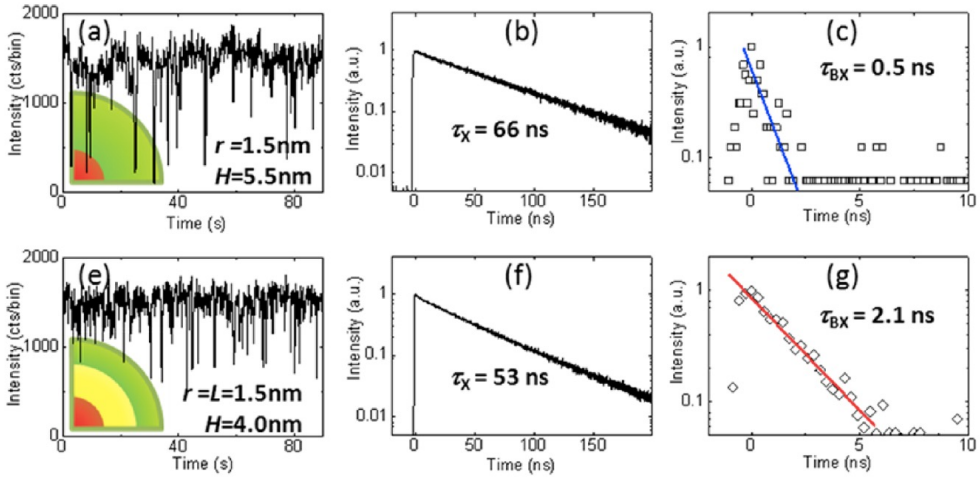 (a)
2000
1000
0
Intensity (cts/bin)
r =1.5nm
H=5.5nm
0 40 80
Time (s)
(b)
1
0.1
0.01
Intensity (a.u.)
τX = 66 ns
0 50 100 150
Time (ns)
(c)
1
0.1
Intensity (a.u.)
τBX = 0.5 ns
0 5 10
Time (ns)
(e)
2000
1000
0
Intensity (cts/bin)
r =L=1.5nm
H=4.0nm
0 40 80
Time (s)
(f)
1
0.1
0.01
Intensity (a.u.)
τX = 53 ns
0 50 100 150
Time (ns)
(g)
1
0.1
Intensity (a.u.)
τBX = 2.1 ns
0 5 10
Time (ns)